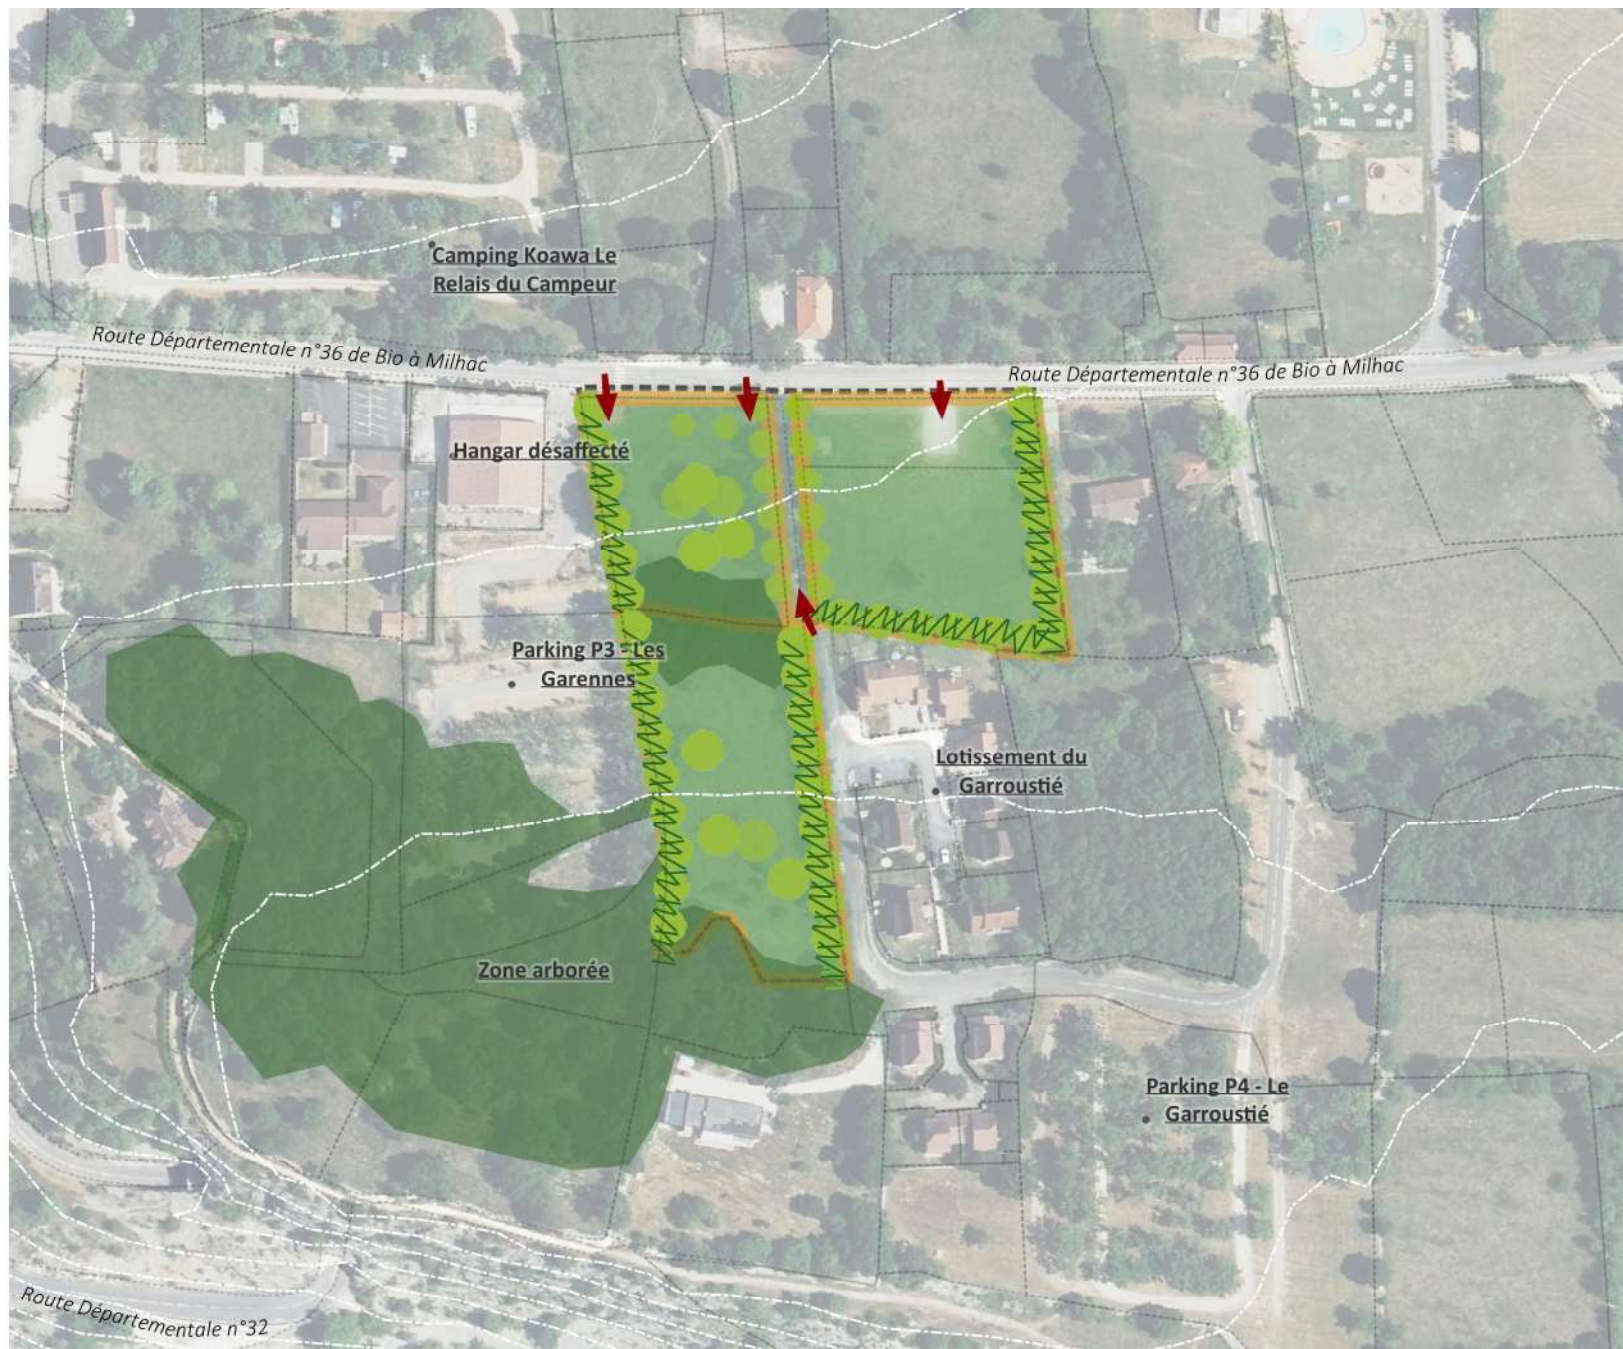 Camping Koawa Le
Relais du Campeur
Route Départementale n°36 de Bio à Milhac
Route Départementale n°36 de Bio à Milhac
Hangar désaffecté
Parking P3 - Les
Garennes
Lotissement du
Garroustié
Zone arborée
Parking P4 - Le
Garroustié
Route Départementale n°32